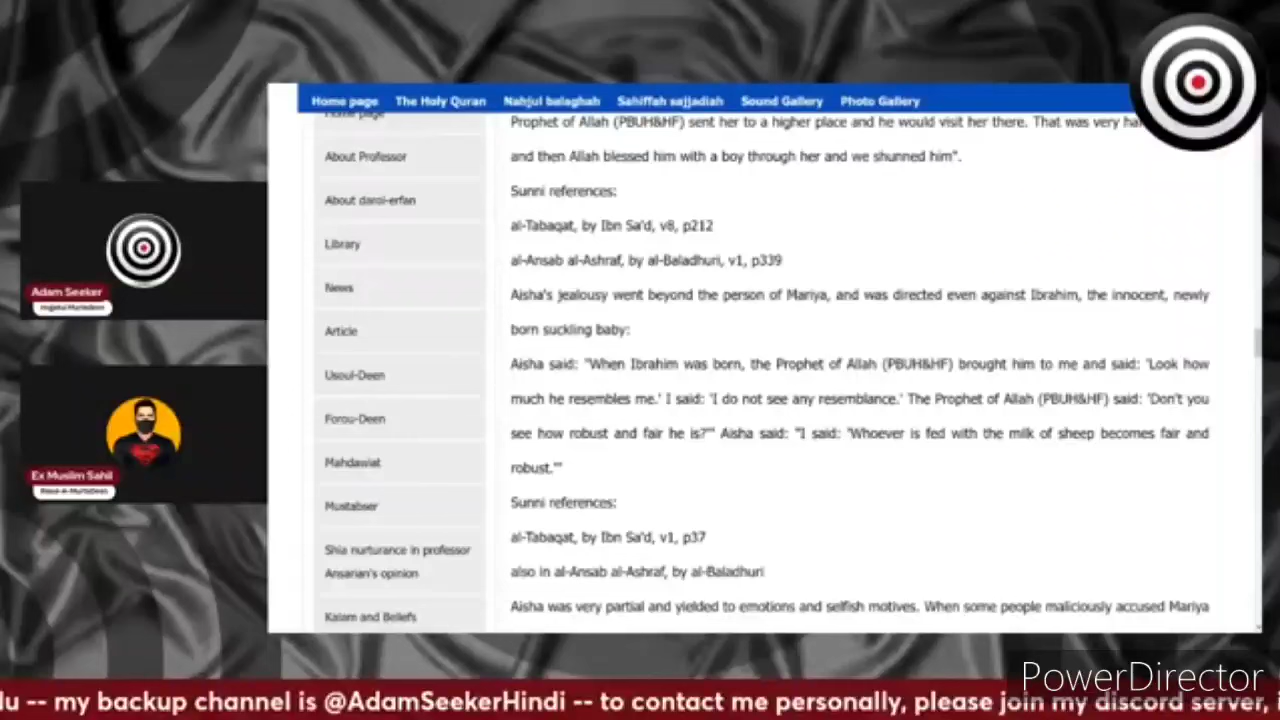 Home page The Holy Quran Nahjul balaghah Sahiffah sajjadiah Sound Gallery Photo Gallery
Home page
About Professor
About darol-erfan
Library
News
Article
Usoul-Deen
Forou-Deen
Mahdawiat
Mustabser
Shia nurturance in professor
Ansarian's opinion
Kalam and Beliefs
Prophet of Allah (PBUH&HF) sent her to a higher place and he would visit her there. That was very
and then Allah blessed him with a boy through her and we shunned him".
Sunni references:
al-Tabaqat, by Ibn Sa'd, v8, p212
al-Ansab al-Ashraf, by al-Baladhuri, v1, p339
Aisha's jealousy went beyond the person of Mariya, and was directed even against Ibrahim, the innocent, newly
born suckling baby:
Aisha said: "When Ibrahim was born, the Prophet of Allah (PBUH&HF) brought him to me and said: 'Look how
much he resembles me.' I said: 'I do not see any resemblance.' The Prophet of Allah (PBUH&HF) said: 'Don't you
see how robust and fair he is?'" Aisha said: "I said: 'Whoever is fed with the milk of sheep becomes fair and
robust.'"
Sunni references:
al-Tabaqat, by Ibn Sa'd, v1, p37
also in al-Ansab al-Ashraf, by al-Baladhuri
Aisha was very partial and yielded to emotions and selfish motives. When some people maliciously accused Mariya
Adam Seeker
Ex Muslim Sahil
PowerDirector
lu -- my backup channel is @AdamSeekerHindi -- to contact me personally, please join my discord server,